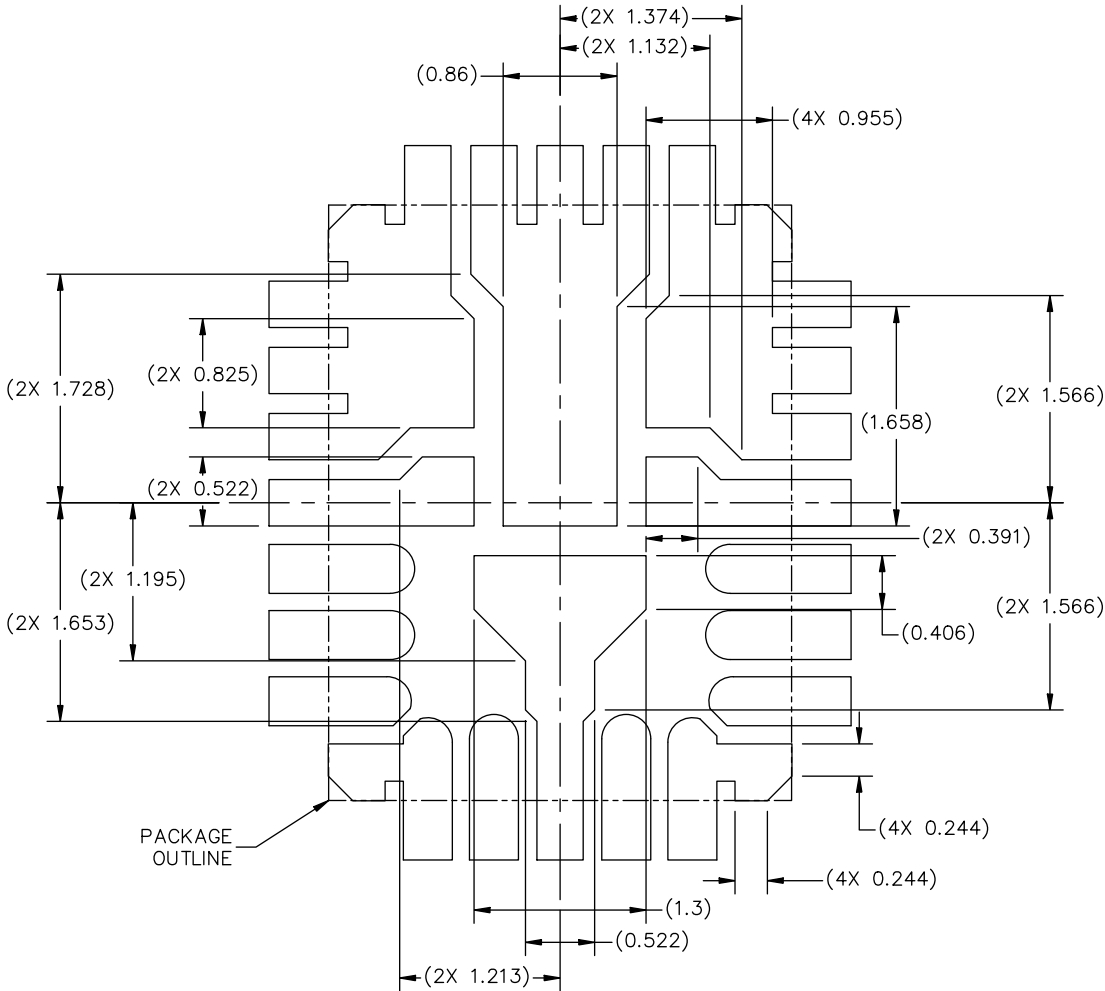 (2X 1.374)
(2X 1.132)
(0.86)
(4X 0.955)
(2X 1.728)
(2X 0.825)
(2X 1.566)
(1.658)
(2X 0.522)
(2X 0.391)
(2X 1.195)
(2X 1.653)
(2X 1.566)
(0.406)
PACKAGE
OUTLINE
(4X 0.244)
(4X 0.244)
(1.3)
(0.522)
(2X 1.213)